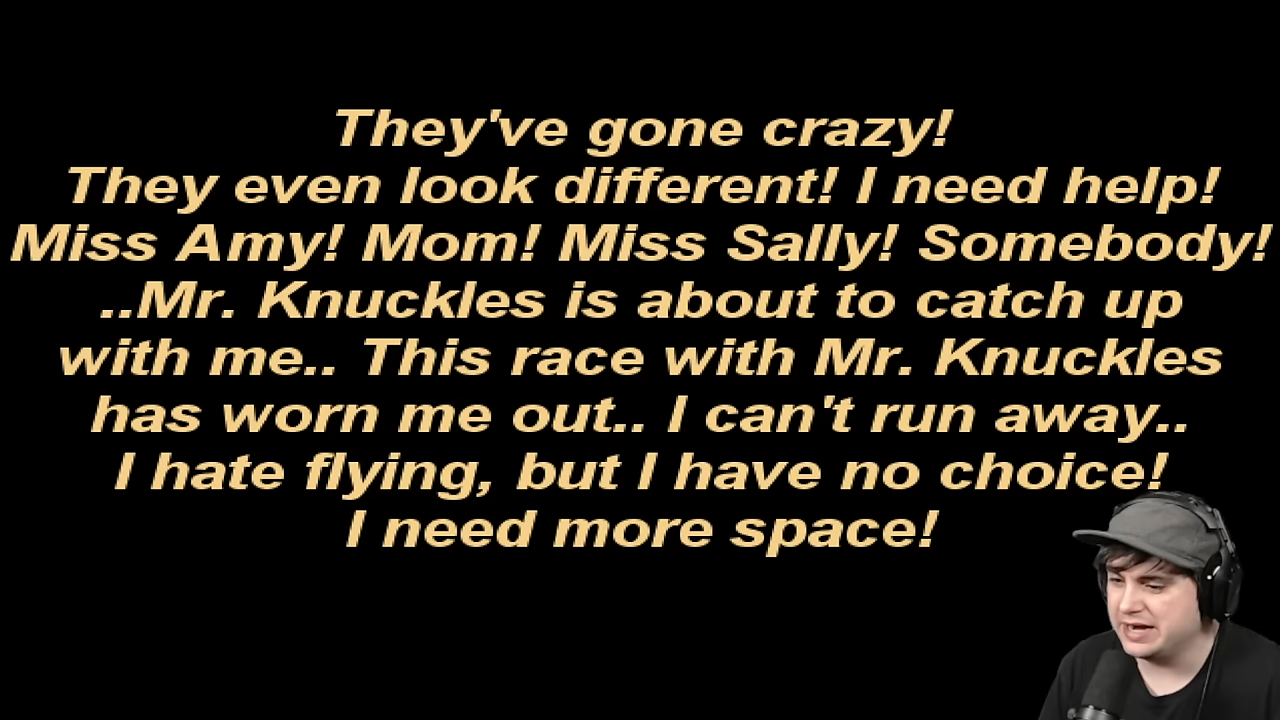 They've gone crazy!
They even look different! I need help!
Miss Amy! Mom! Miss Sally! Somebody!
..Mr. Knuckles is about to catch up
with me.. This race with Mr. Knuckles
has worn me out.. I can't run away..
I hate flying, but I have no choice!
I need more space!